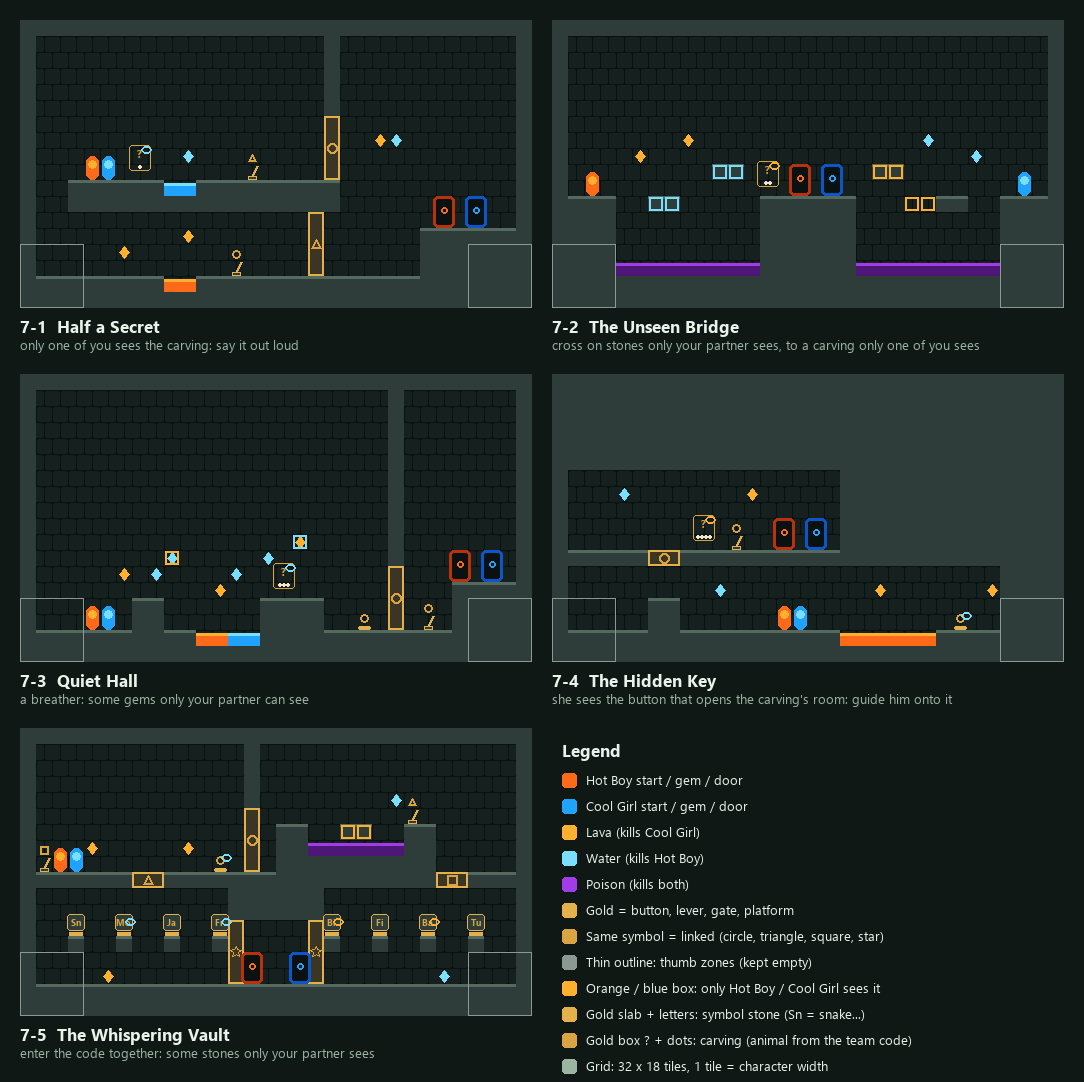 ?
?
7-1 Half a Secret
only one of you sees the carving: say it out loud
7-2 The Unseen Bridge
cross on stones only your partner sees, to a carving only one of you sees
?
?
7-3 Quiet Hall
a breather: some gems only your partner can see
7-4 The Hidden Key
she sees the button that opens the carving's room: guide him onto it
Sn
Ja
Fi
Tu
7-5 The Whispering Vault
enter the code together: some stones only your partner sees
Legend
Hot Boy start / gem / door
Cool Girl start / gem / door
Lava (kills Cool Girl)
Water (kills Hot Boy)
Poison (kills both)
Gold = button, lever, gate, platform
Same symbol = linked (circle, triangle, square, star)
Thin outline: thumb zones (kept empty)
Orange / blue box: only Hot Boy / Cool Girl sees it
Gold slab + letters: symbol stone (Sn = snake...)
Gold box ? + dots: carving (animal from the team code)
Grid: 32 x 18 tiles, 1 tile = character width